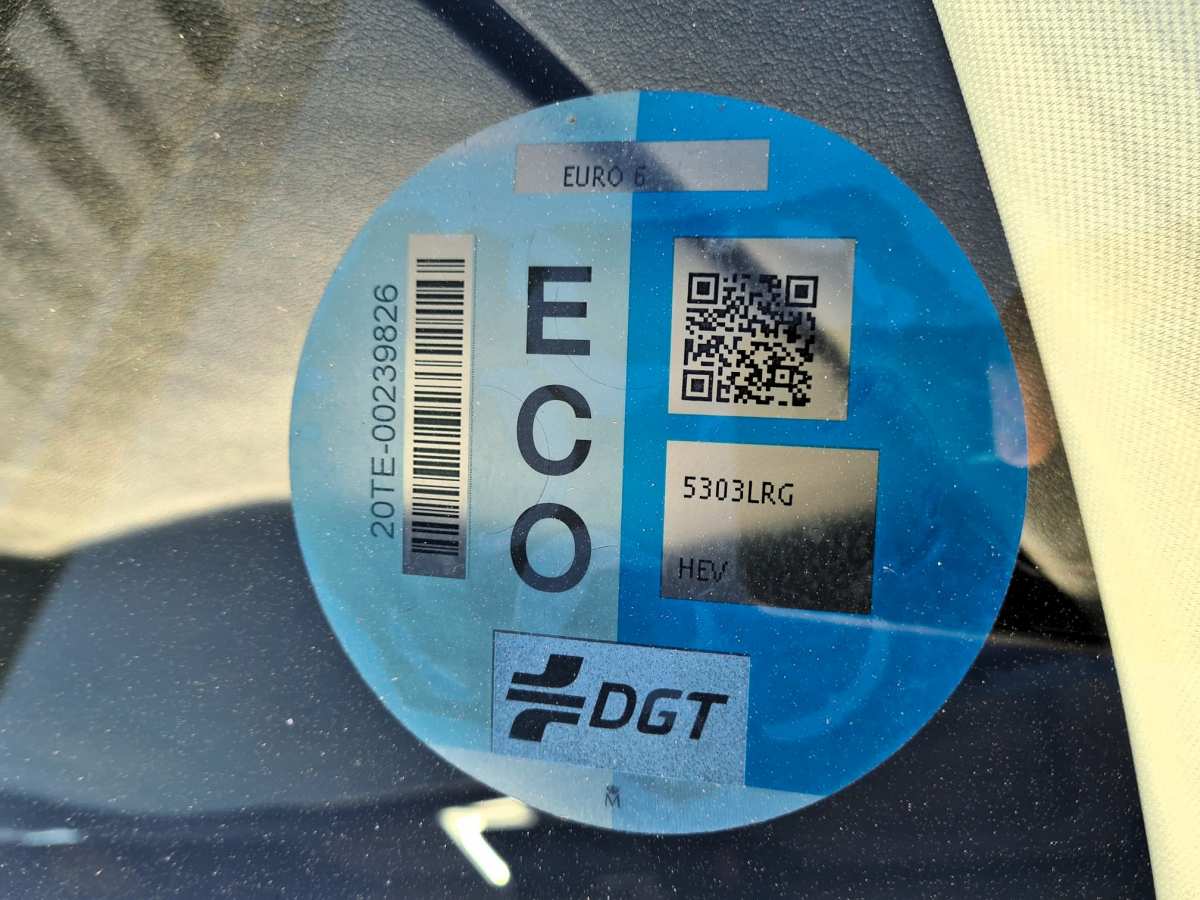 EURO 6
20TE-00239826
ECO
5303LRG
HEV
DGT
M